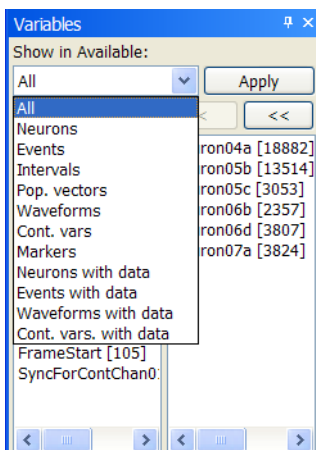 Variables
Show in Available:
All
Apply
All
Neurons
Events
Intervals
Pop. vectors
Waveforms
Cont. vars
Markers
Neurons with data
Events with data
Waveforms with data
Cont. vars. with data
FrameStart [105]
SyncForContChan0
<
<<
ron04a [18882]
ron05b [13514]
ron05c [3053]
ron06b [2357]
ron06d [3807]
ron07a [3824]